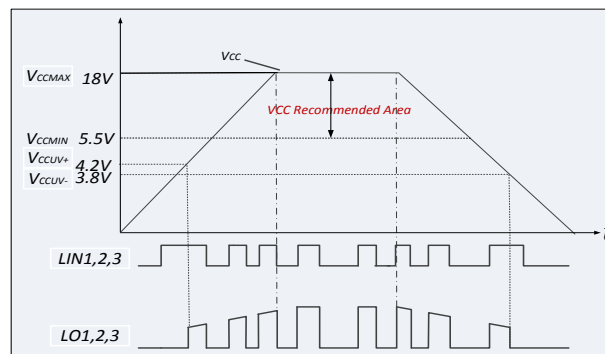 Vcc
VCCMAX 18V
VCC Recommended Area
VCCMIN 5.5V
VCCUV+ 4.2V
VCCUV- 3.8V
t
LIN1,2,3
LO1,2,3